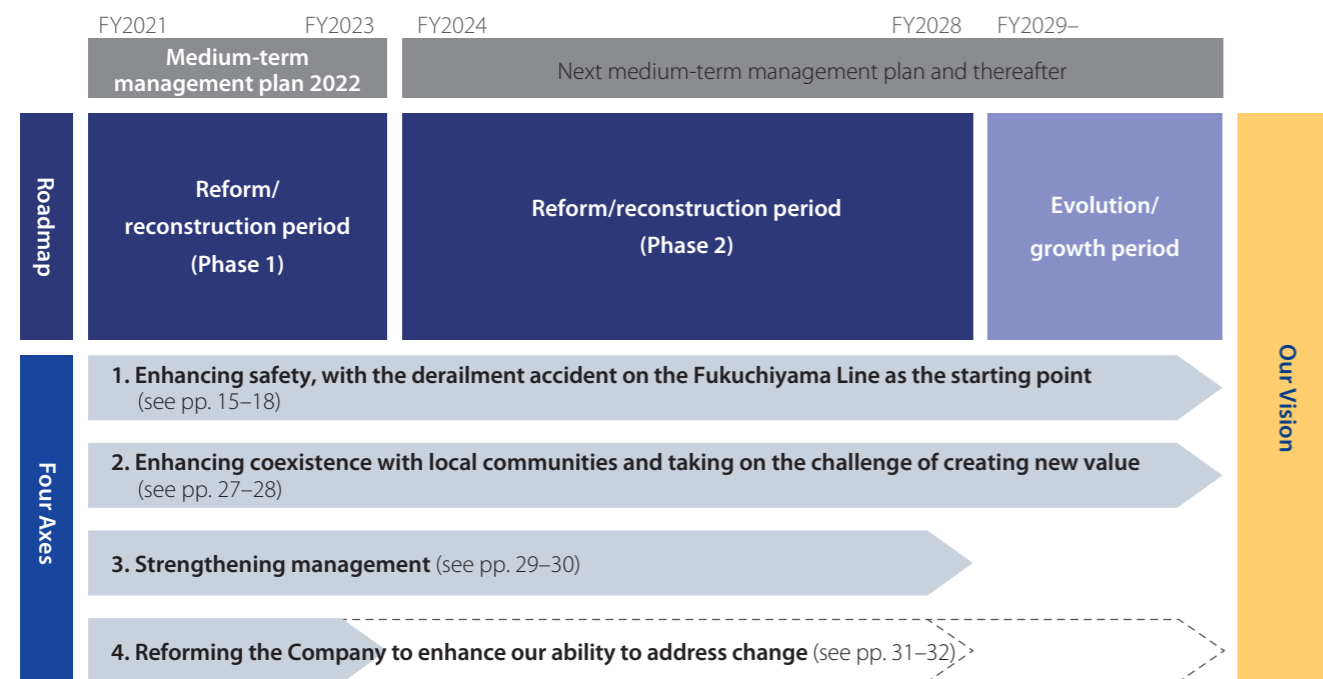 FY2021 FY2023 FY2024 FY2028 FY2029–
Medium-term
management plan 2022
Next medium-term management plan and thereafter
Roadmap
Reform/
reconstruction period
(Phase 1)
Reform/reconstruction period
(Phase 2)
Evolution/
growth period
Four Axes
1. Enhancing safety, with the derailment accident on the Fukuchiyama Line as the starting point
(see pp. 15–18)
2. Enhancing coexistence with local communities and taking on the challenge of creating new value
(see pp. 27–28)
3. Strengthening management (see pp. 29–30)
4. Reforming the Company to enhance our ability to address change (see pp. 31–32)
Our Vision